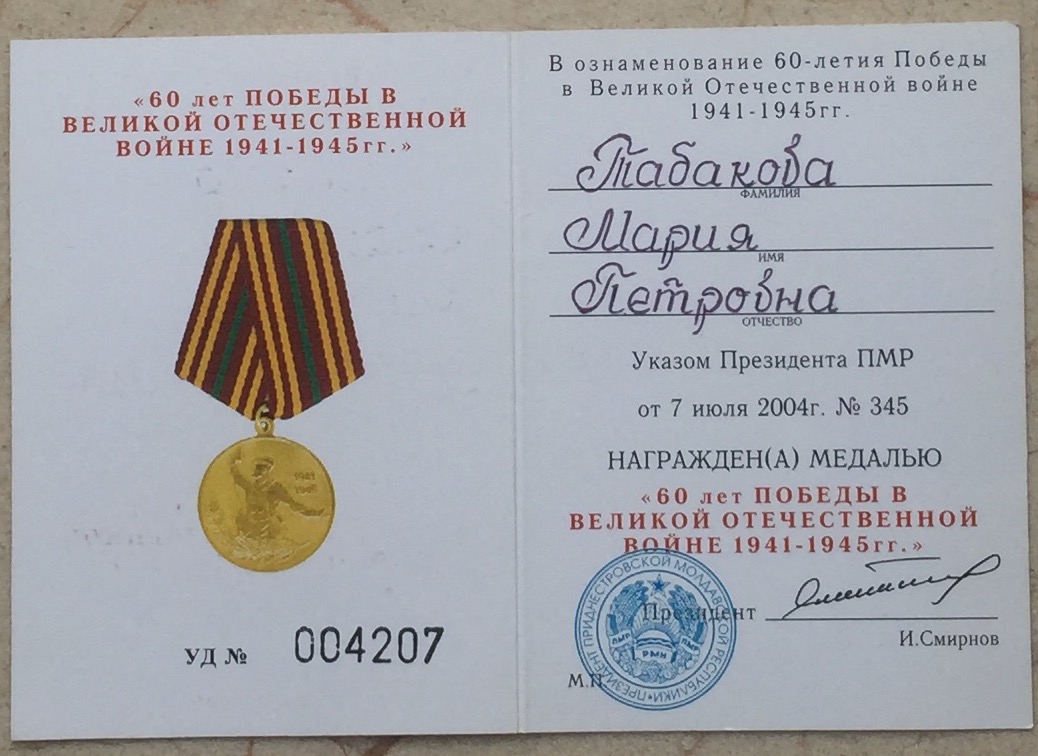 «60 лет ПОБЕДЫ В
ВЕЛИКОЙ ОТЕЧЕСТВЕННОЙ
ВОЙНЕ 1941-1945гг.»
1941
1945
УД № 004207
В ознаменование 60-летия Победы
в Великой Отечественной войне
1941-1945гг.
Табакова
ФАМИЛИЯ
Мария
ИМЯ
Петровна
ОТЧЕСТВО
Указом Президента ПМР
от 7 июля 2004г. № 345
НАГРАЖДЕН(А) МЕДАЛЬЮ
«60 лет ПОБЕДЫ В
ВЕЛИКОЙ ОТЕЧЕСТВЕННОЙ
ВОЙНЕ 1941-1945гг.»
Президент
И.Смирнов
М.П.
ПРЕЗИДЕНТ ПРИДНЕСТРОВСКОЙ МОЛДАВСКОЙ РЕСПУБЛИКИ
ПМР РМН ПМР